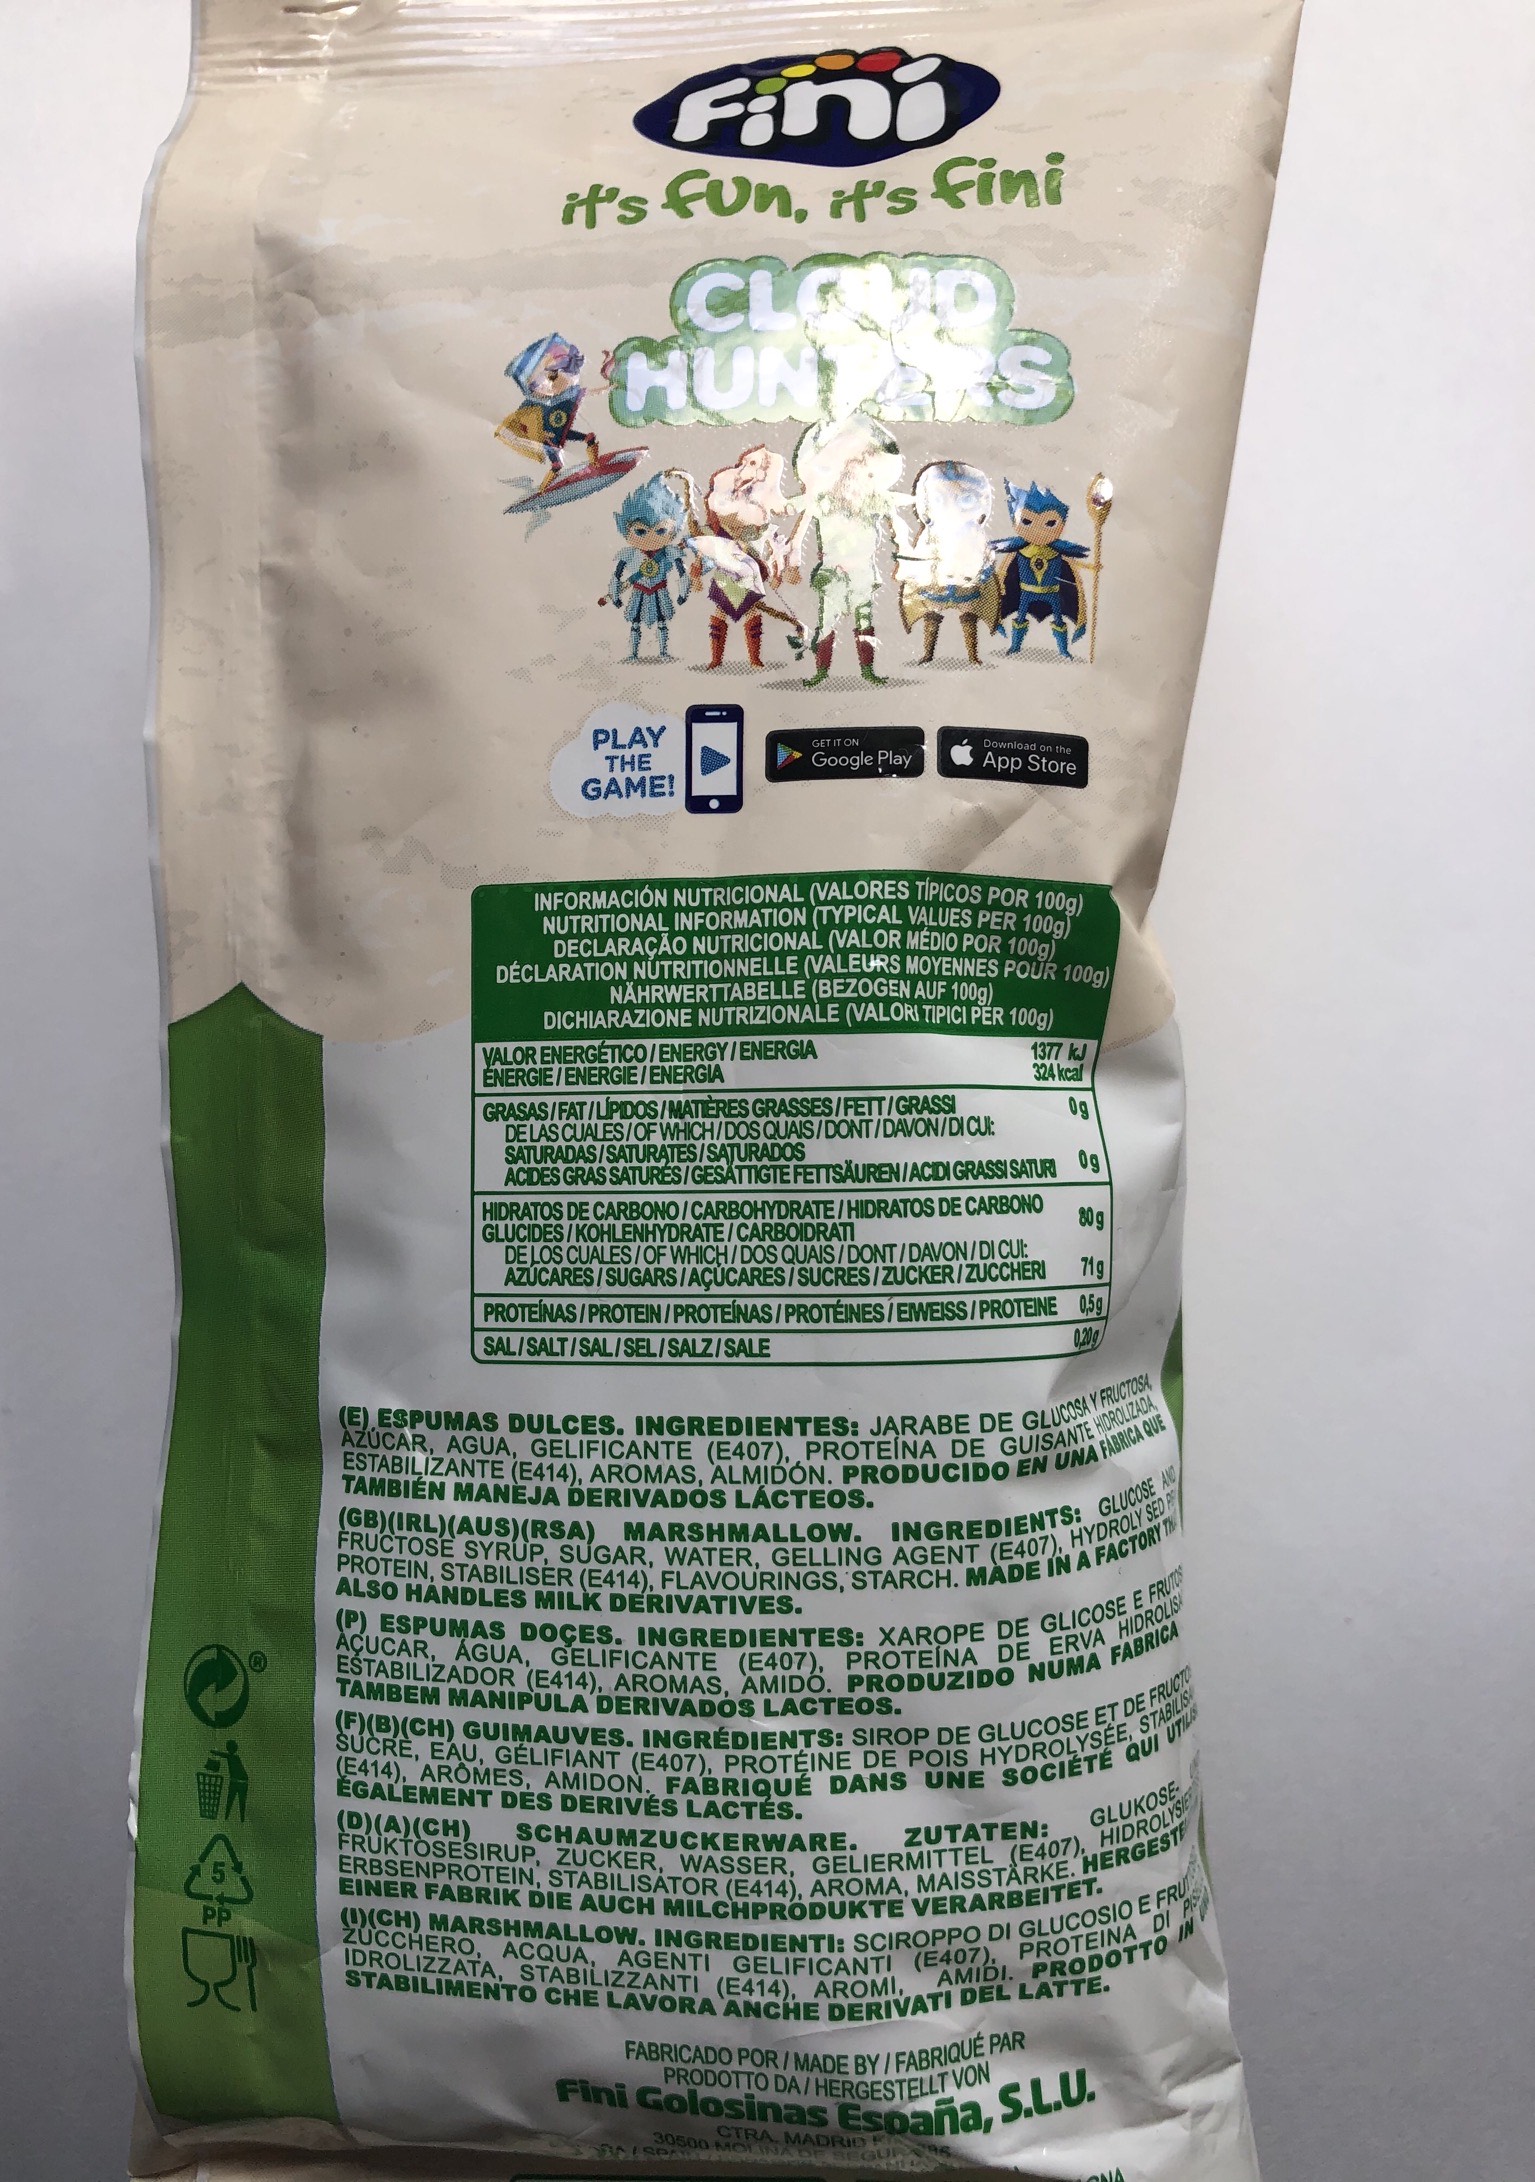 Fini
it's fun, it's fini
CLOUD
HUNTERS
PLAY
THE
GAME!
GET IT ON
Google Play
Download on the
App Store
INFORMACIÓN NUTRICIONAL (VALORES TÍPICOS POR 100g)
NUTRITIONAL INFORMATION (TYPICAL VALUES PER 100g)
DECLARAÇÃO NUTRICIONAL (VALOR MÉDIO POR 100g)
DÉCLARATION NUTRITIONNELLE (VALEURS MOYENNES POUR 100g)
NÄHRWERTTABELLE (BEZOGEN AUF 100g)
DICHIARAZIONE NUTRIZIONALE (VALORI TIPICI PER 100g)
VALOR ENERGÉTICO / ENERGY / ENERGIA 1377 kJ
ÉNERGIE / ENERGIE / ENERGIA 324 kcal
GRASAS / FAT / LÍPIDOS / MATIÈRES GRASSES / FETT / GRASSI 0g
DE LAS CUALES / OF WHICH / DOS QUAIS / DONT / DAVON / DI CUI:
SATURADAS / SATURATES / SATURADOS
ACIDES GRAS SATURÉS / GESÄTTIGTE FETTSÄUREN / ACIDI GRASSI SATURI 0g
HIDRATOS DE CARBONO / CARBOHYDRATE / HIDRATOS DE CARBONO 80g
GLUCIDES / KOHLENHYDRATE / CARBOIDRATI
DE LOS CUALES / OF WHICH / DOS QUAIS / DONT / DAVON / DI CUI:
AZÚCARES / SUGARS / AÇÚCARES / SUCRES / ZUCKER / ZUCCHERI 71g
PROTEÍNAS / PROTEIN / PROTEÍNAS / PROTÉINES / EIWEISS / PROTEINE 0,5g
SAL / SALT / SAL / SEL / SALZ / SALE 0,20g
(E) ESPUMAS DULCES. INGREDIENTES: JARABE DE GLUCOSA Y FRUCTOSA,
AZÚCAR, AGUA, GELIFICANTE (E407), PROTEÍNA DE GUISANTE HIDROLIZADA,
ESTABILIZANTE (E414), AROMAS, ALMIDÓN. PRODUCIDO EN UNA FÁBRICA QUE
TAMBIÉN MANEJA DERIVADOS LÁCTEOS.
(GB)(IRL)(AUS)(RSA) MARSHMALLOW. INGREDIENTS: GLUCOSE AND
FRUCTOSE SYRUP, SUGAR, WATER, GELLING AGENT (E407), HYDROLYSED
PROTEIN, STABILISER (E414), FLAVOURINGS, STARCH. MADE IN A FACTORY
ALSO HANDLES MILK DERIVATIVES.
(P) ESPUMAS DOÇES. INGREDIENTES: XAROPE DE GLICOSE E
AÇUCAR, ÁGUA, GELIFICANTE (E407), PROTEÍNA DE ERVA
ESTABILIZADOR (E414), AROMAS, AMIDO. PRODUZIDO NUMA FABRICA
TAMBEM MANIPULA DERIVADOS LACTEOS.
(F)(B)(CH) GUIMAUVES. INGRÉDIENTS: SIROP DE GLUCOSE ET DE
SUCRE, EAU, GÉLIFIANT (E407), PROTÉINE DE POIS HYDROLYSÉE,
(E414), ARÔMES, AMIDON. FABRIQUÉ DANS UNE SOCIÉTÉ QUI
ÉGALEMENT DES DERIVÉS LACTÉS.
(D)(A)(CH) SCHAUMZUCKERWARE. ZUTATEN: GLUKOSE-
FRUKTOSESIRUP, ZUCKER, WASSER, GELIERMITTEL (E407),
ERBSENPROTEIN, STABILISATOR (E414), AROMA, MAISSTÄRKE.
EINER FABRIK DIE AUCH MILCHPRODUKTE VERARBEITET.
(I)(CH) MARSHMALLOW. INGREDIENTI: SCIROPPO DI GLUCOSIO E
ZUCCHERO, ACQUA, AGENTI GELIFICANTI (E407), PROTEINA DI
IDROLIZZATA, STABILIZZANTI (E414), AROMI, AMIDI. PRODOTTO IN
STABILIMENTO CHE LAVORA ANCHE DERIVATI DEL LATTE.
5
PP
FABRICADO POR / MADE BY / FABRIQUÉ PAR
PRODOTTO DA / HERGESTELLT VON
Fini Golosinas España, S.L.U.
CTRA. MADRID
30500 MOLINA DE